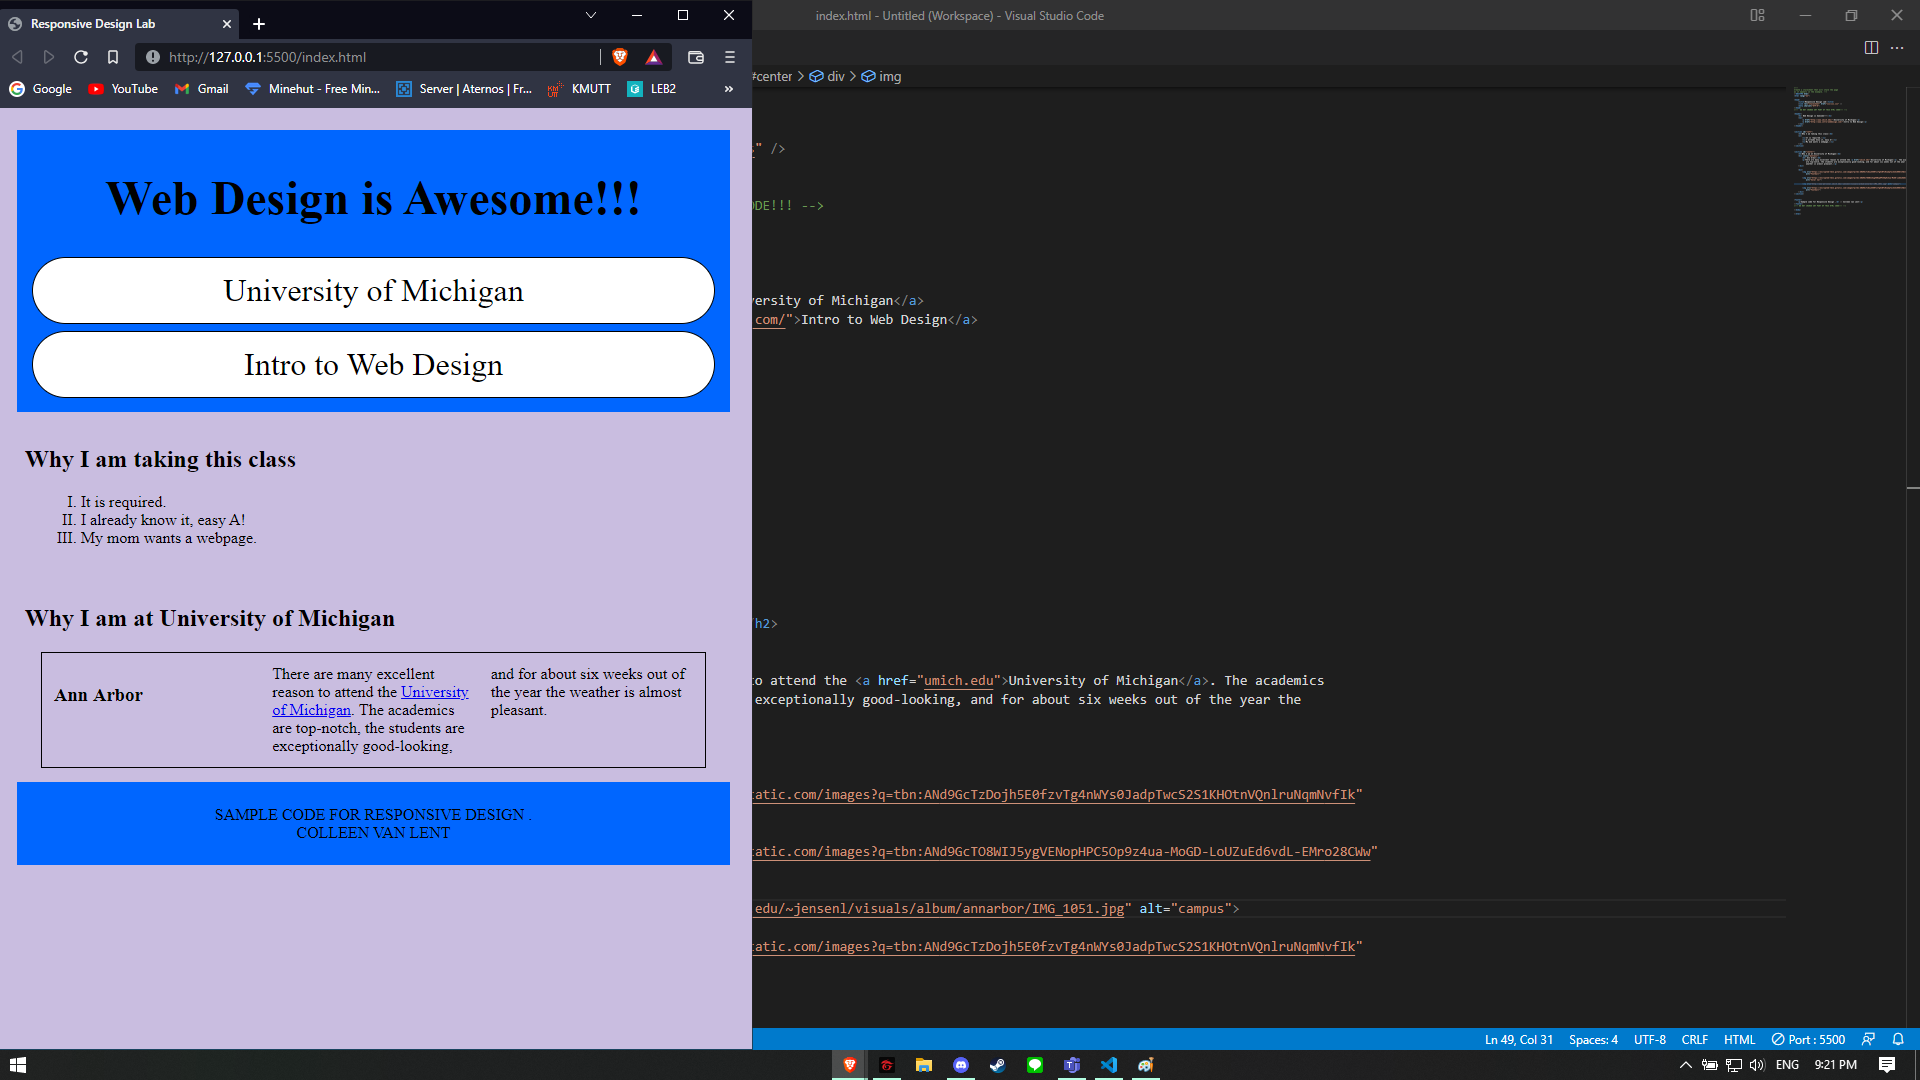 Responsive Design Lab
index.html - Untitled (Workspace) - Visual Studio Code
http://127.0.0.1:5500/index.html
#center > div > img
Google YouTube Gmail Minehut - Free Min... Server | Aternos | Fr... KMUTT LEB2 »
Web Design is Awesome!!!
University of Michigan
Intro to Web Design
Why I am taking this class
I. It is required.
II. I already know it, easy A!
III. My mom wants a webpage.
Why I am at University of Michigan
Ann Arbor
There are many excellent
reason to attend the University
of Michigan. The academics
are top-notch, the students are
exceptionally good-looking,
and for about six weeks out of
the year the weather is almost
pleasant.
SAMPLE CODE FOR RESPONSIVE DESIGN .
COLLEEN VAN LENT
" />
ODE!!! -->
versity of Michigan</a>
com/">Intro to Web Design</a>
/h2>
to attend the <a href="umich.edu">University of Michigan</a>. The academics
exceptionally good-looking, and for about six weeks out of the year the
tatic.com/images?q=tbn:ANd9GcTzDojh5E0fzvTg4nWYs0JadpTwcS2S1KHOtnVQnlruNqmNvfIk"
tatic.com/images?q=tbn:ANd9GcTO8WIJ5ygVENopHPC5Op9z4ua-MoGD-LoUZuEd6vdL-EMro28CWw"
edu/~jensenl/visuals/album/annarbor/IMG_1051.jpg" alt="campus">
tatic.com/images?q=tbn:ANd9GcTzDojh5E0fzvTg4nWYs0JadpTwcS2S1KHOtnVQnlruNqmNvfIk"
Ln 49, Col 31 Spaces: 4 UTF-8 CRLF HTML Port : 5500
ENG 9:21 PM